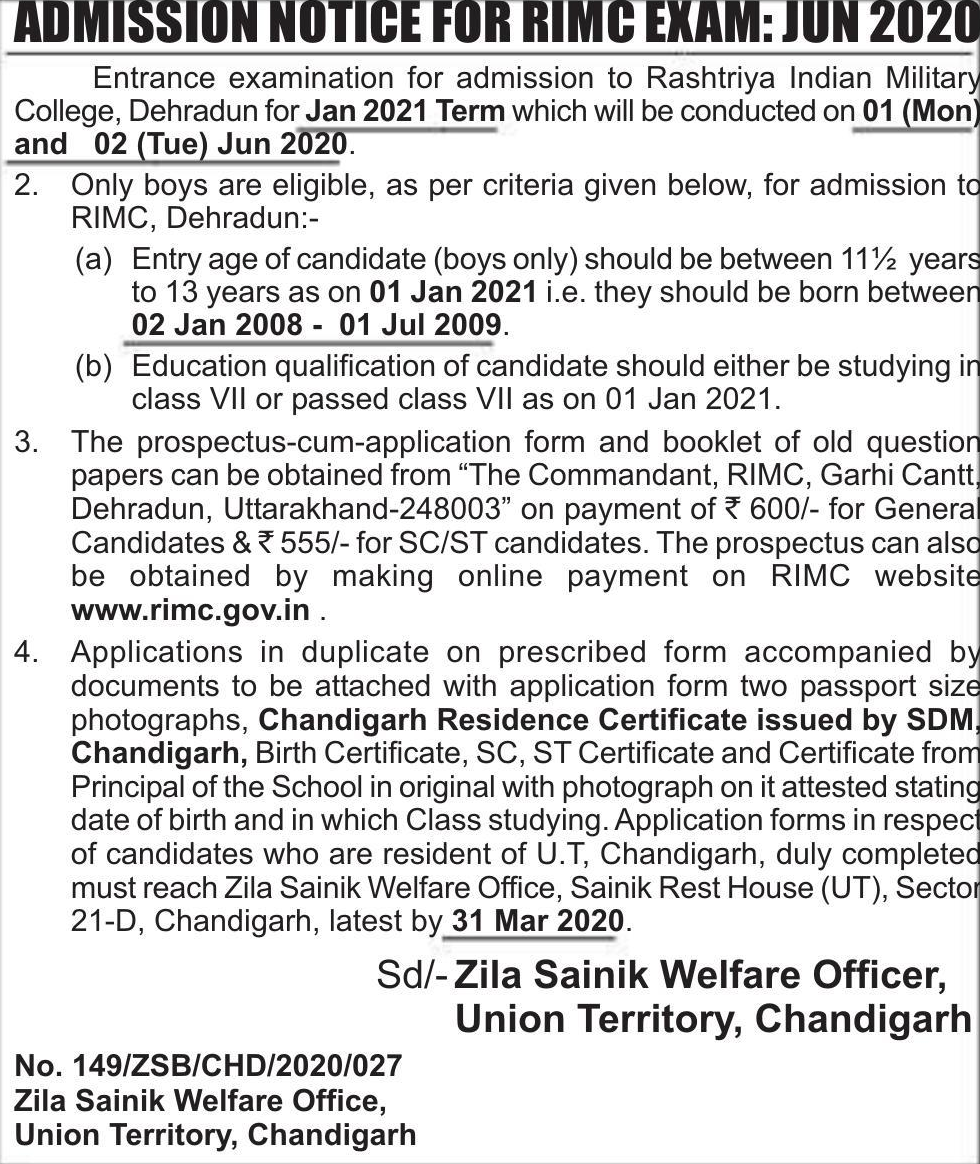 ADMISSION NOTICE FOR RIMC EXAM: JUN 2020
Entrance examination for admission to Rashtriya Indian Military
College, Dehradun for Jan 2021 Term which will be conducted on 01 (Mon)
and 02 (Tue) Jun 2020.
2. Only boys are eligible, as per criteria given below, for admission to
RIMC, Dehradun:-
(a) Entry age of candidate (boys only) should be between 11½ years
to 13 years as on 01 Jan 2021 i.e. they should be born between
02 Jan 2008 - 01 Jul 2009.
(b) Education qualification of candidate should either be studying in
class VII or passed class VII as on 01 Jan 2021.
3. The prospectus-cum-application form and booklet of old question
papers can be obtained from “The Commandant, RIMC, Garhi Cantt,
Dehradun, Uttarakhand-248003” on payment of ₹ 600/- for General
Candidates & ₹ 555/- for SC/ST candidates. The prospectus can also
be obtained by making online payment on RIMC website
www.rimc.gov.in .
4. Applications in duplicate on prescribed form accompanied by
documents to be attached with application form two passport size
photographs, Chandigarh Residence Certificate issued by SDM,
Chandigarh, Birth Certificate, SC, ST Certificate and Certificate from
Principal of the School in original with photograph on it attested stating
date of birth and in which Class studying. Application forms in respect
of candidates who are resident of U.T, Chandigarh, duly completed
must reach Zila Sainik Welfare Office, Sainik Rest House (UT), Sector
21-D, Chandigarh, latest by 31 Mar 2020.
Sd/- Zila Sainik Welfare Officer,
Union Territory, Chandigarh
No. 149/ZSB/CHD/2020/027
Zila Sainik Welfare Office,
Union Territory, Chandigarh